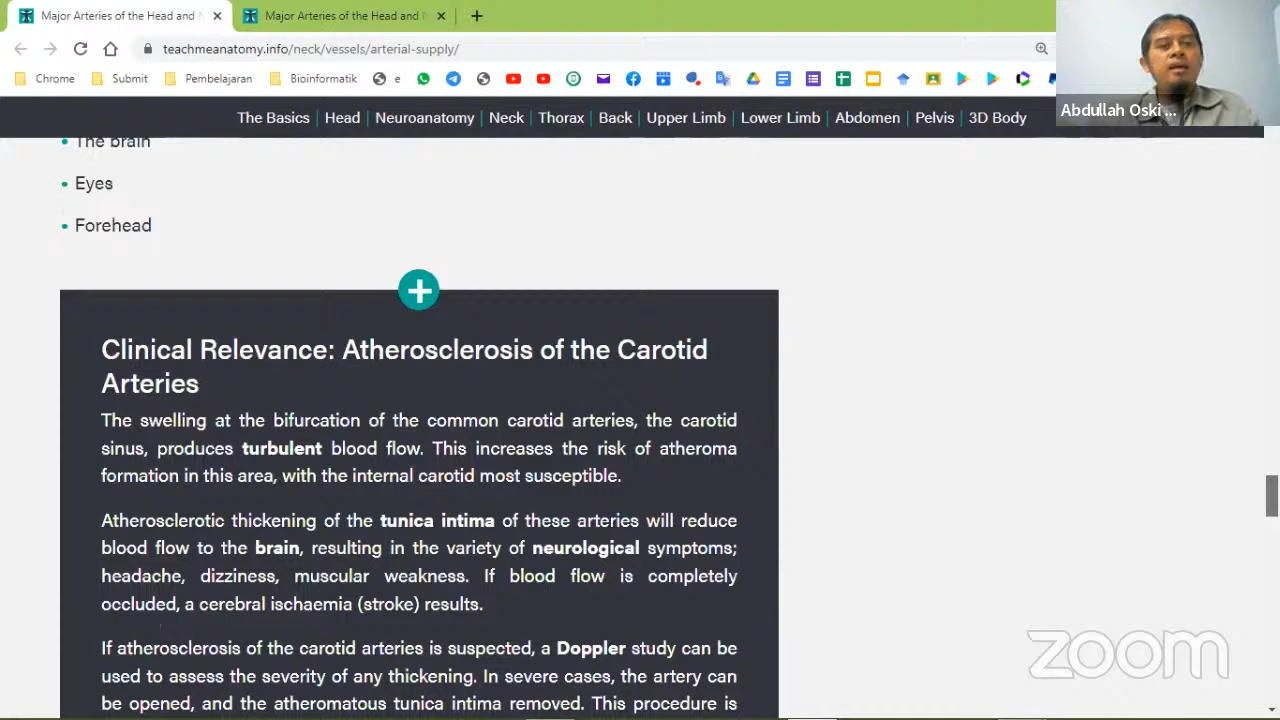 Major Arteries of the Head and N
Major Arteries of the Head and N
teachmeanatomy.info/neck/vessels/arterial-supply/
Chrome
Submit
Pembelajaran
Bioinformatik
e
Abdullah Oski ...
The Basics | Head | Neuroanatomy | Neck | Thorax | Back | Upper Limb | Lower Limb | Abdomen | Pelvis | 3D Body
• The brain
• Eyes
• Forehead
Clinical Relevance: Atherosclerosis of the Carotid
Arteries
The swelling at the bifurcation of the common carotid arteries, the carotid
sinus, produces turbulent blood flow. This increases the risk of atheroma
formation in this area, with the internal carotid most susceptible.
Atherosclerotic thickening of the tunica intima of these arteries will reduce
blood flow to the brain, resulting in the variety of neurological symptoms;
headache, dizziness, muscular weakness. If blood flow is completely
occluded, a cerebral ischaemia (stroke) results.
If atherosclerosis of the carotid arteries is suspected, a Doppler study can be
used to assess the severity of any thickening. In severe cases, the artery can
be opened, and the atheromatous tunica intima removed. This procedure is
zoom